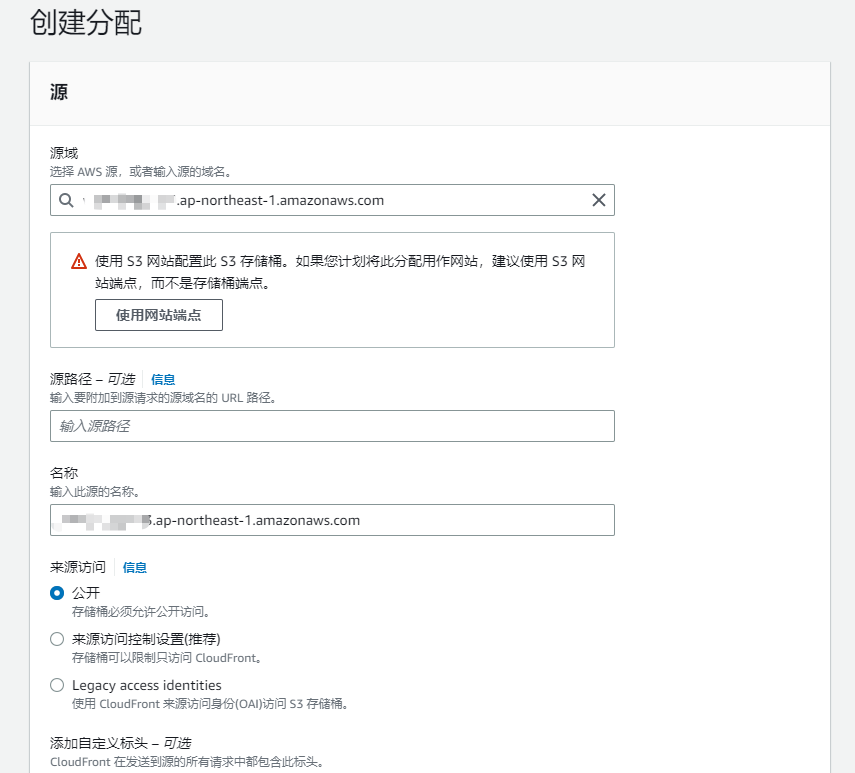 创建分配
源
源域
选择 AWS 源，或者输入源的域名。
.ap-northeast-1.amazonaws.com
使用 S3 网站配置此 S3 存储桶。如果您计划将此分配用作网站，建议使用 S3 网
站端点，而不是存储桶端点。
使用网站端点
源路径 – 可选 信息
输入要附加到源请求的源域名的 URL 路径。
输入源路径
名称
输入此源的名称。
.ap-northeast-1.amazonaws.com
来源访问 信息
公开
存储桶必须允许公开访问。
来源访问控制设置(推荐)
存储桶可以限制只访问 CloudFront。
Legacy access identities
使用 CloudFront 来源访问身份(OAI)访问 S3 存储桶。
添加自定义标头 – 可选
CloudFront 在发送到源的所有请求中都包含此标头。